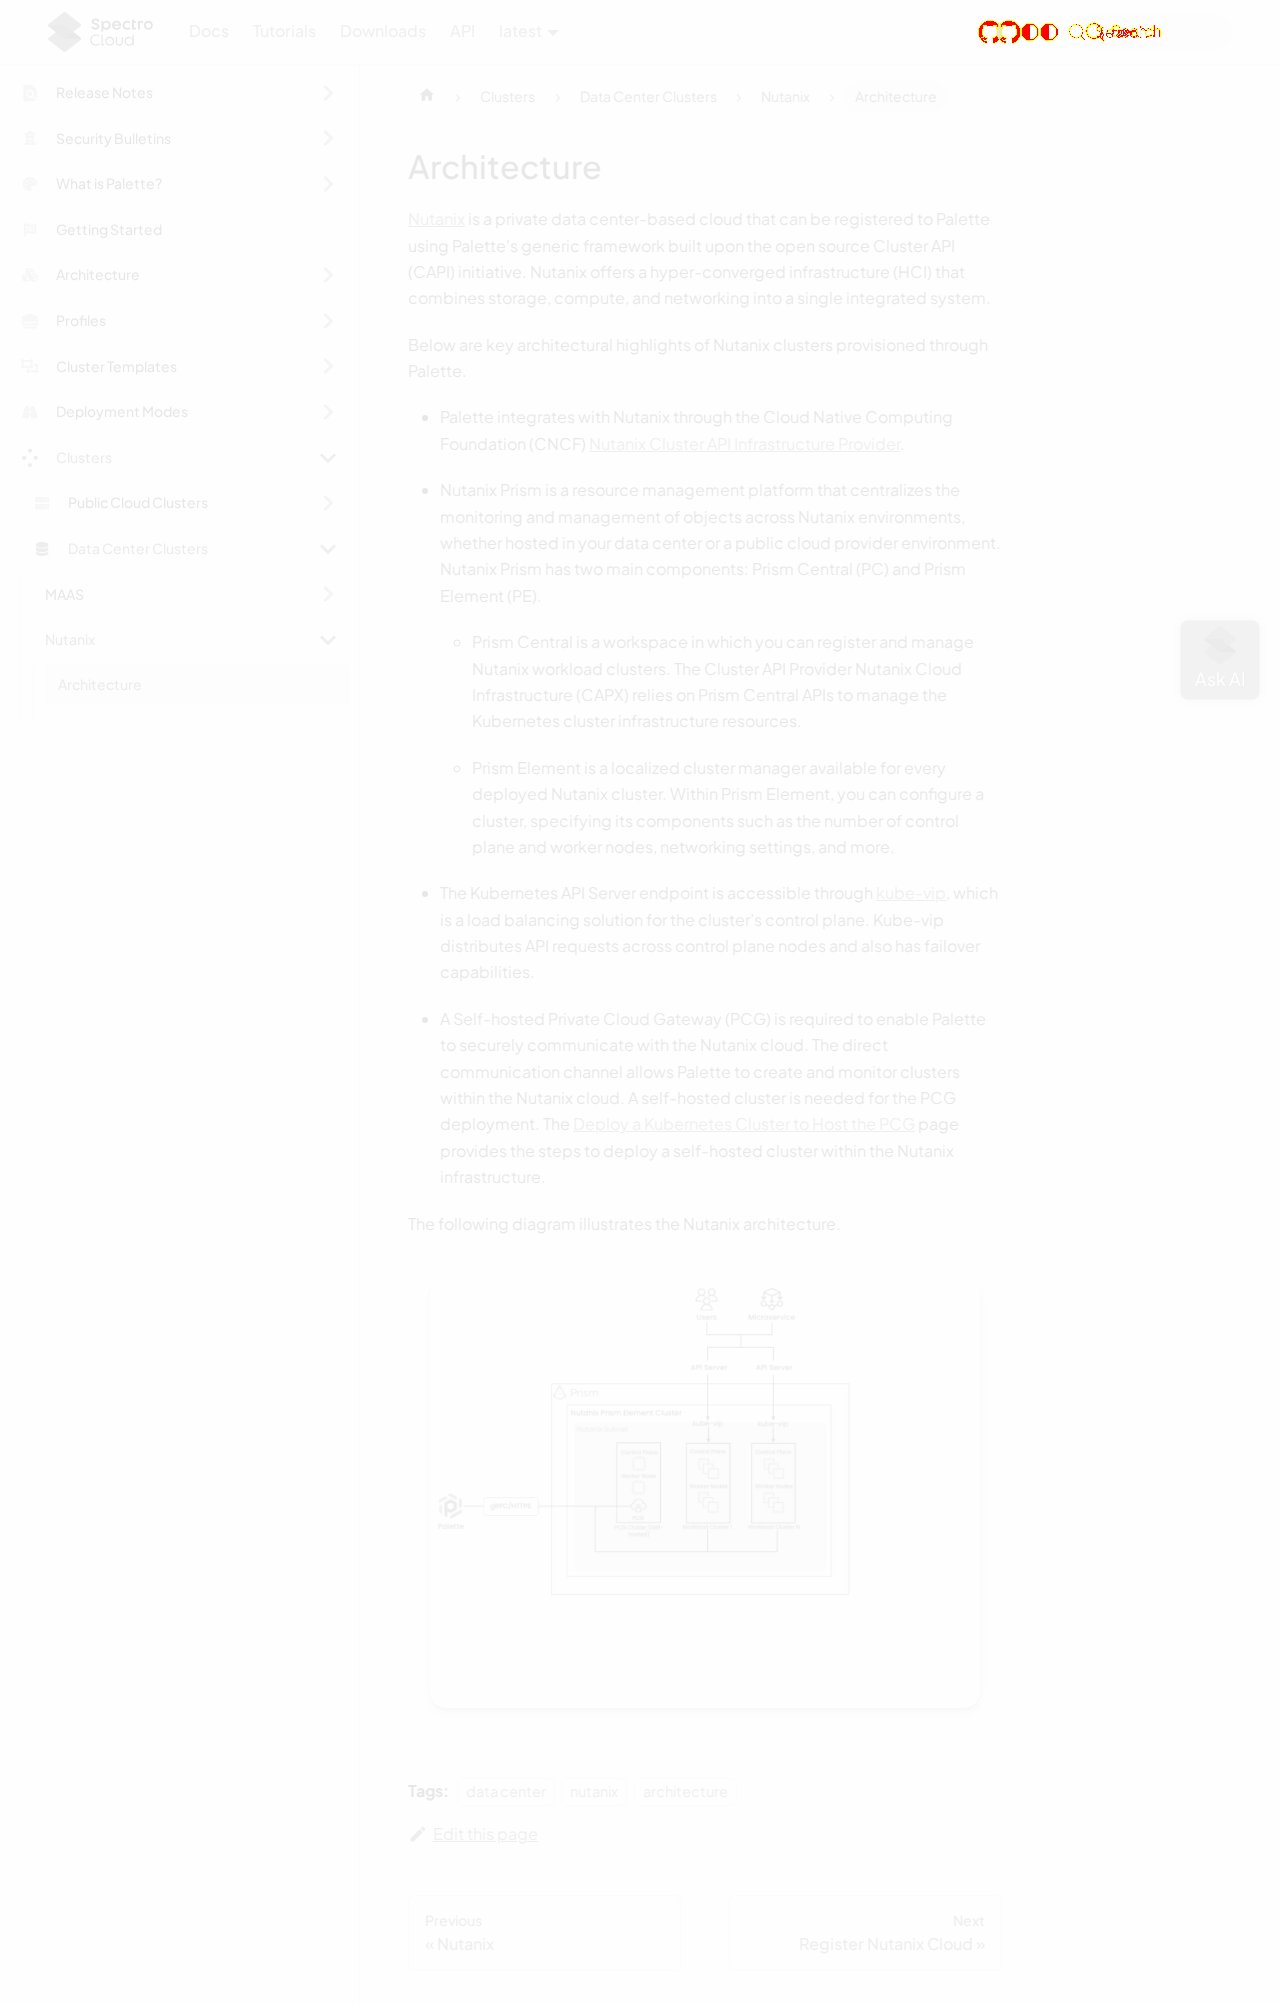 Spectro
Cloud
Docs
Tutorials
Downloads
API
latest
Search
Release Notes
Security Bulletins
What is Palette?
Getting Started
Architecture
Profiles
Cluster Templates
Deployment Modes
Clusters
Public Cloud Clusters
Data Center Clusters
MAAS
Nutanix
Architecture
Clusters
Data Center Clusters
Nutanix
Architecture
Architecture
Nutanix is a private data center-based cloud that can be registered to Palette
using Palette's generic framework built upon the open source Cluster API
(CAPI) initiative. Nutanix offers a hyper-converged infrastructure (HCI) that
combines storage, compute, and networking into a single integrated system.
Below are key architectural highlights of Nutanix clusters provisioned through
Palette.
Palette integrates with Nutanix through the Cloud Native Computing
Foundation (CNCF) Nutanix Cluster API Infrastructure Provider.
Nutanix Prism is a resource management platform that centralizes the
monitoring and management of objects across Nutanix environments,
whether hosted in your data center or a public cloud provider environment.
Nutanix Prism has two main components: Prism Central (PC) and Prism
Element (PE).
Prism Central is a workspace in which you can register and manage
Nutanix workload clusters. The Cluster API Provider Nutanix Cloud
Infrastructure (CAPX) relies on Prism Central APIs to manage the
Kubernetes cluster infrastructure resources.
Prism Element is a localized cluster manager available for every
deployed Nutanix cluster. Within Prism Element, you can configure a
cluster, specifying its components such as the number of control
plane and worker nodes, networking settings, and more.
The Kubernetes API Server endpoint is accessible through kube-vip, which
is a load balancing solution for the cluster's control plane. Kube-vip
distributes API requests across control plane nodes and also has failover
capabilities.
A Self-hosted Private Cloud Gateway (PCG) is required to enable Palette
to securely communicate with the Nutanix cloud. The direct
communication channel allows Palette to create and monitor clusters
within the Nutanix cloud. A self-hosted cluster is needed for the PCG
deployment. The Deploy a Kubernetes Cluster to Host the PCG page
provides the steps to deploy a self-hosted cluster within the Nutanix
infrastructure.
The following diagram illustrates the Nutanix architecture.
Users
Microservice
API Server
API Server
Prism
Nutanix Prism Element Cluster
Kube-vip
Kube-vip
gRPC/HTTPS
Palette
Ask AI
Tags:
data center
nutanix
architecture
Edit this page
Previous
« Nutanix
Next
Register Nutanix Cloud »